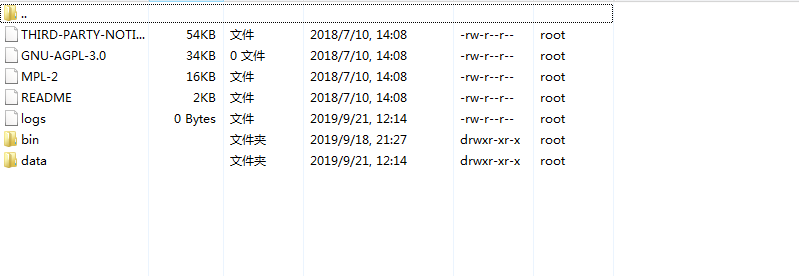 ..
THIRD-PARTY-NOTI... 54KB 文件 2018/7/10, 14:08 -rw-r--r-- root
GNU-AGPL-3.0 34KB 0 文件 2018/7/10, 14:08 -rw-r--r-- root
MPL-2 16KB 文件 2018/7/10, 14:08 -rw-r--r-- root
README 2KB 文件 2018/7/10, 14:08 -rw-r--r-- root
logs 0 Bytes 文件 2019/9/21, 12:14 -rw-r--r-- root
bin 文件夹 2019/9/18, 21:27 drwxr-xr-x root
data 文件夹 2019/9/21, 12:14 drwxr-xr-x root